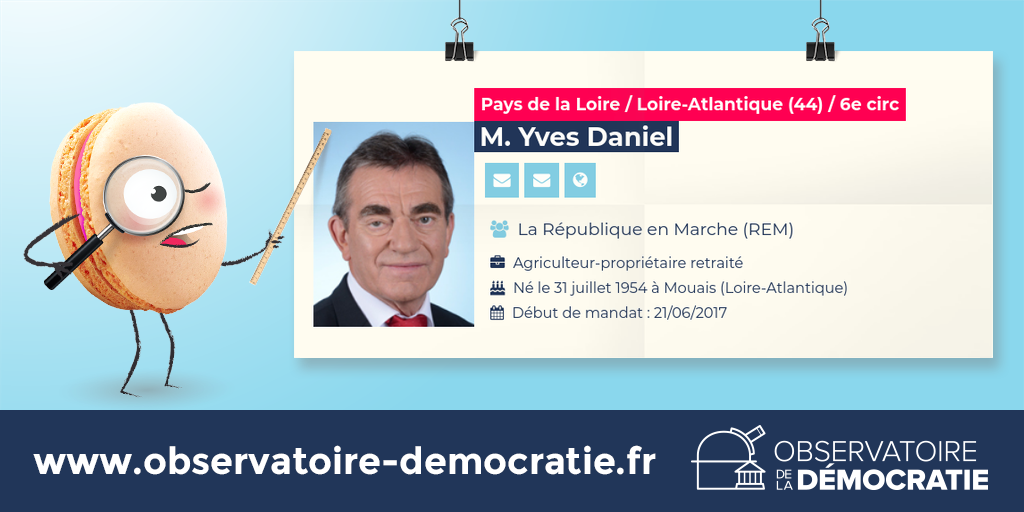 Pays de la Loire / Loire-Atlantique (44) / 6e circ
M. Yves Daniel
La République en Marche (REM)
Agriculteur-propriétaire retraité
Né le 31 juillet 1954 à Mouais (Loire-Atlantique)
Début de mandat : 21/06/2017
www.observatoire-democratie.fr
OBSERVATOIRE
DE LA DÉMOCRATIE